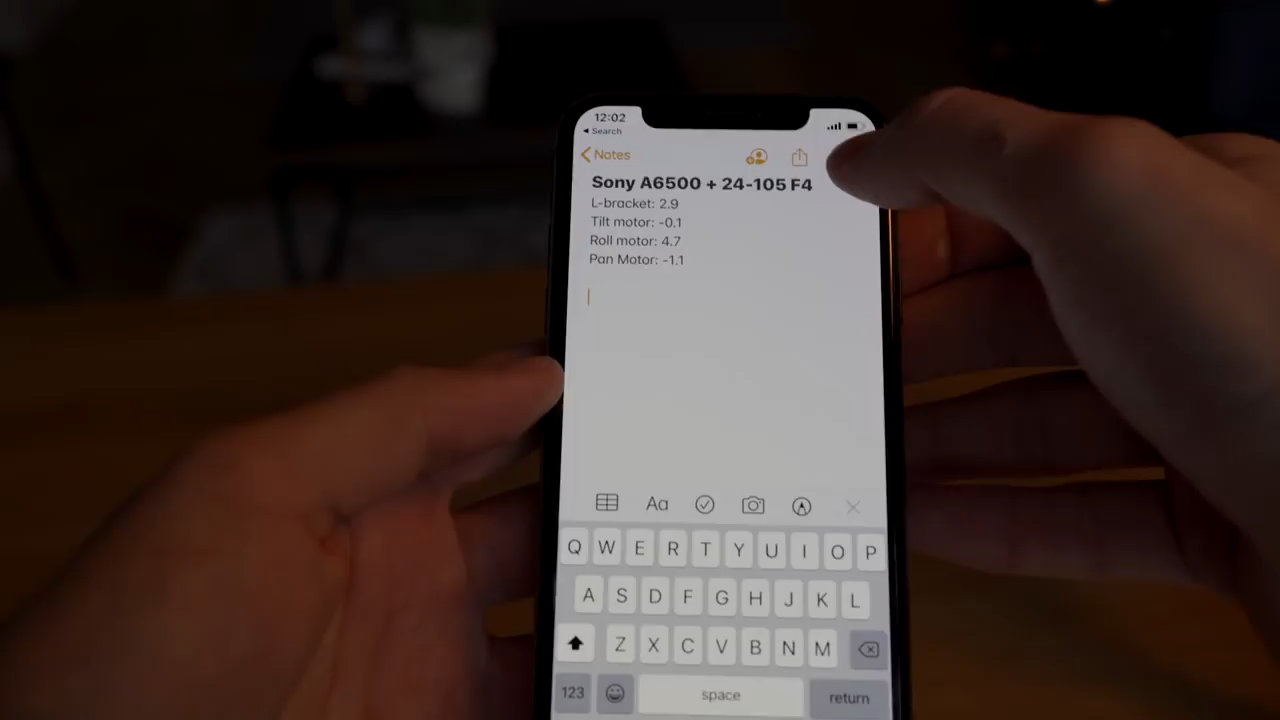 12:02
Search
Notes
Sony A6500 + 24-105 F4
L-bracket: 2.9
Tilt motor: -0.1
Roll motor: 4.7
Pan Motor: -1.1
Aa
Q W E R T Y U I O P
A S D F G H J K L
Z X C V B N M
123 space return